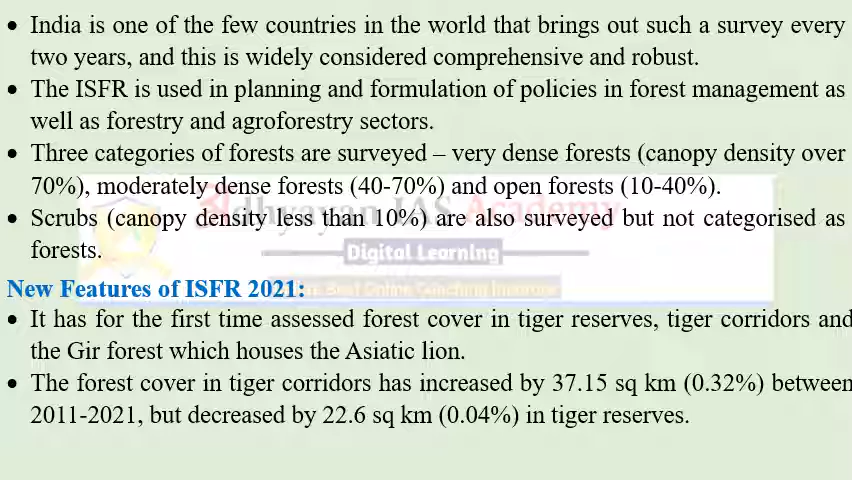 • India is one of the few countries in the world that brings out such a survey every
two years, and this is widely considered comprehensive and robust.
• The ISFR is used in planning and formulation of policies in forest management as
well as forestry and agroforestry sectors.
• Three categories of forests are surveyed – very dense forests (canopy density over
70%), moderately dense forests (40-70%) and open forests (10-40%).
Adhyayan IAS Academy
• Scrubs (canopy density less than 10%) are also surveyed but not categorised as
forests.
Digital Learning
Best Online Coaching
New Features of ISFR 2021:
• It has for the first time assessed forest cover in tiger reserves, tiger corridors and
the Gir forest which houses the Asiatic lion.
• The forest cover in tiger corridors has increased by 37.15 sq km (0.32%) between
2011-2021, but decreased by 22.6 sq km (0.04%) in tiger reserves.